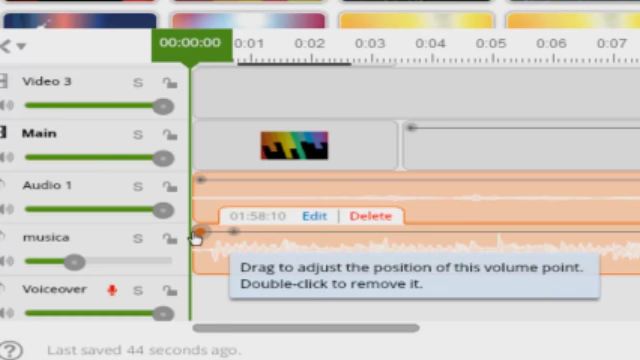 00:00:00 0:01 0:02 0:03 0:04 0:05 0:06 0:07
Video 3 S
Main S
Audio 1 S
01:58:10 Edit | Delete
musica S
Drag to adjust the position of this volume point.
Double-click to remove it.
Voiceover S
? Last saved 44 seconds ago.